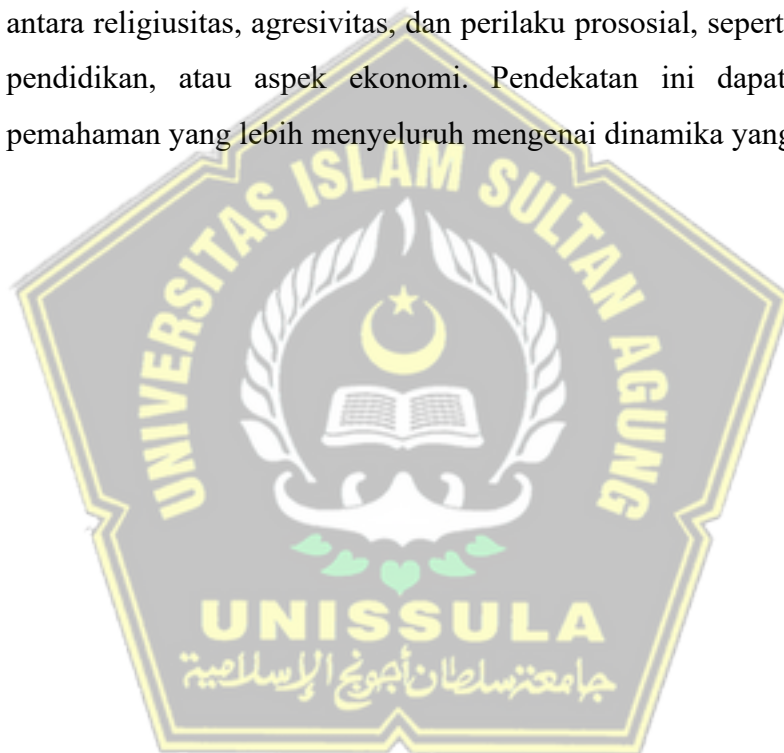 antara religiusitas, agresivitas, dan perilaku prososial, sepert
pendidikan, atau aspek ekonomi. Pendekatan ini dapat
pemahaman yang lebih menyeluruh mengenai dinamika yang
UNIVERSITAS ISLAM SULTAN AGUNG
UNISSULA
جامعة سلطان أجونج الإسلامية